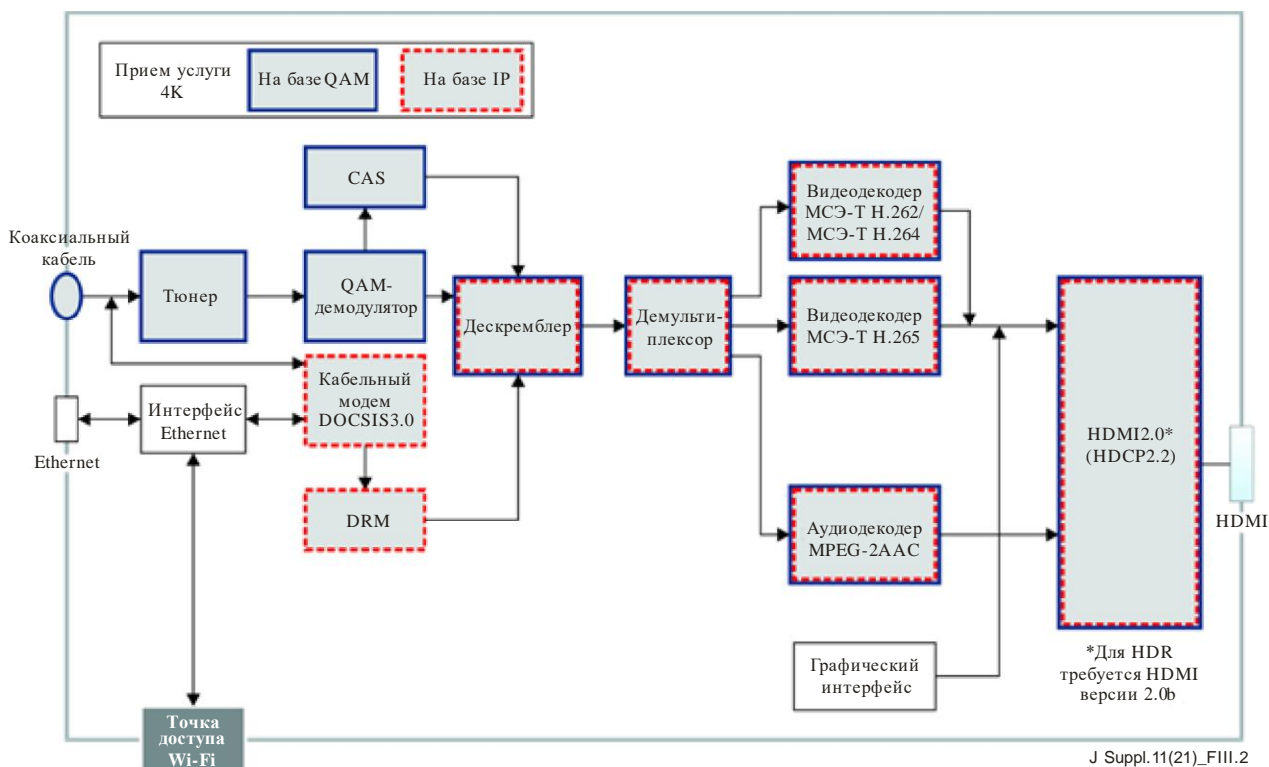 Прием услуги
4K
На базе QAM
На базе IP
CAS
Коаксиальный
кабель
Тюнер
QAM-
демодулятор
Дескремблер
Демульти-
плексор
Видеодекодер
МСЭ-Т H.262/
МСЭ-Т H.264
Видеодекодер
МСЭ-Т H.265
Кабельный
модем
DOCSIS3.0
Интерфейс
Ethernet
Ethernet
DRM
Аудиодекодер
MPEG-2AAC
HDMI2.0*
(HDCP2.2)
HDMI
Графический
интерфейс
*Для HDR
требуется HDMI
версии 2.0b
Точка
доступа
Wi-Fi
J Suppl.11(21)_FIII.2